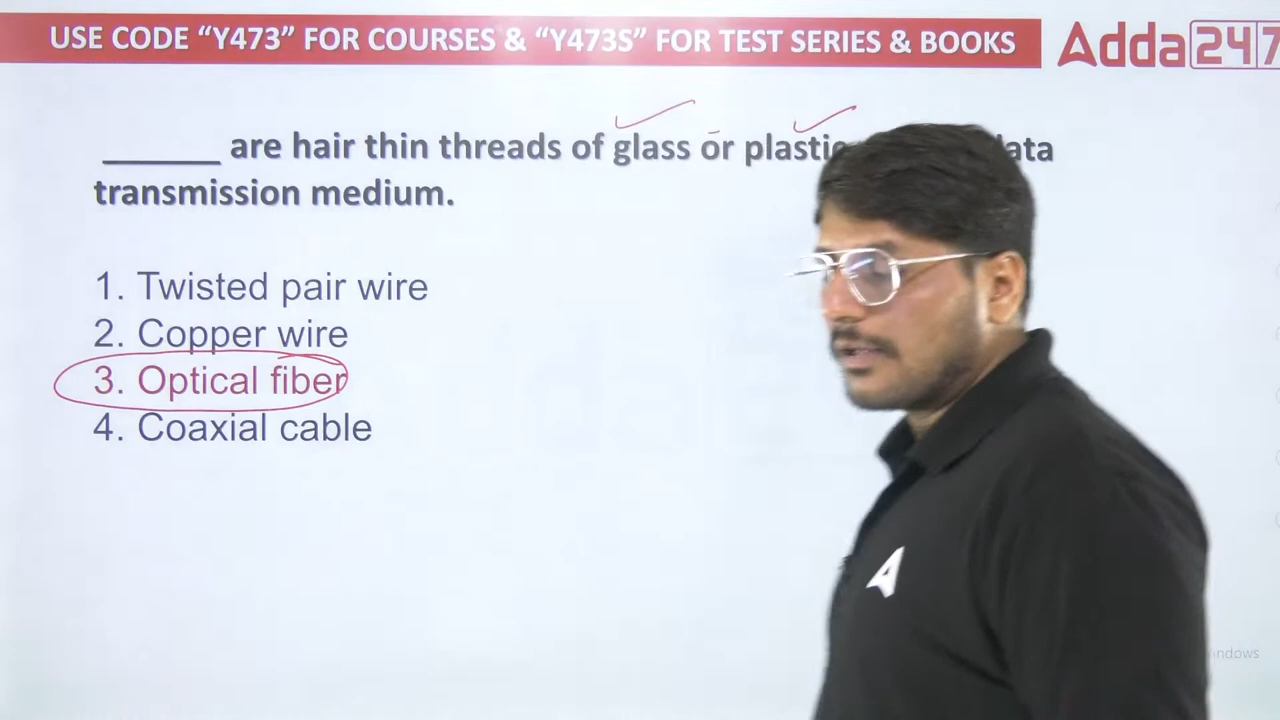 USE CODE “Y473” FOR COURSES & “Y473S” FOR TEST SERIES & BOOKS
Adda247
______ are hair thin threads of glass or plastic
transmission medium.
1. Twisted pair wire
2. Copper wire
3. Optical fiber
4. Coaxial cable